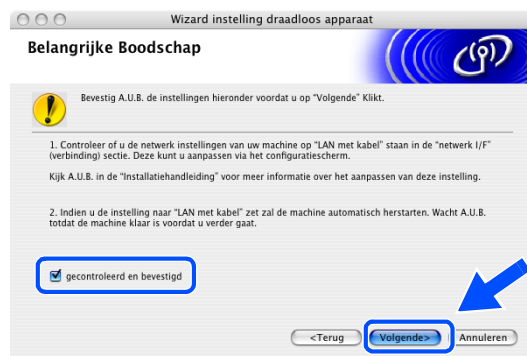 Wizard instelling draadloos apparaat
Belangrijke Boodschap
Bevestig A.U.B. de instellingen hieronder voordat u op "Volgende" Klikt.
1. Controleer of u de netwerk instellingen van uw machine op "LAN met kabel" staan in de "netwerk I/F"
(verbinding) sectie. Deze kunt u aanpassen via het configuratiescherm.
Kijk A.U.B. in de "Installatiehandleiding" voor meer informatie over het aanpassen van deze instelling.
2. Indien u de instelling naar "LAN met kabel" zet zal de machine automatisch herstarten. Wacht A.U.B.
totdat de machine klaar is voordat u verder gaat.
gecontroleerd en bevestigd
<Terug
Volgende>
Annuleren